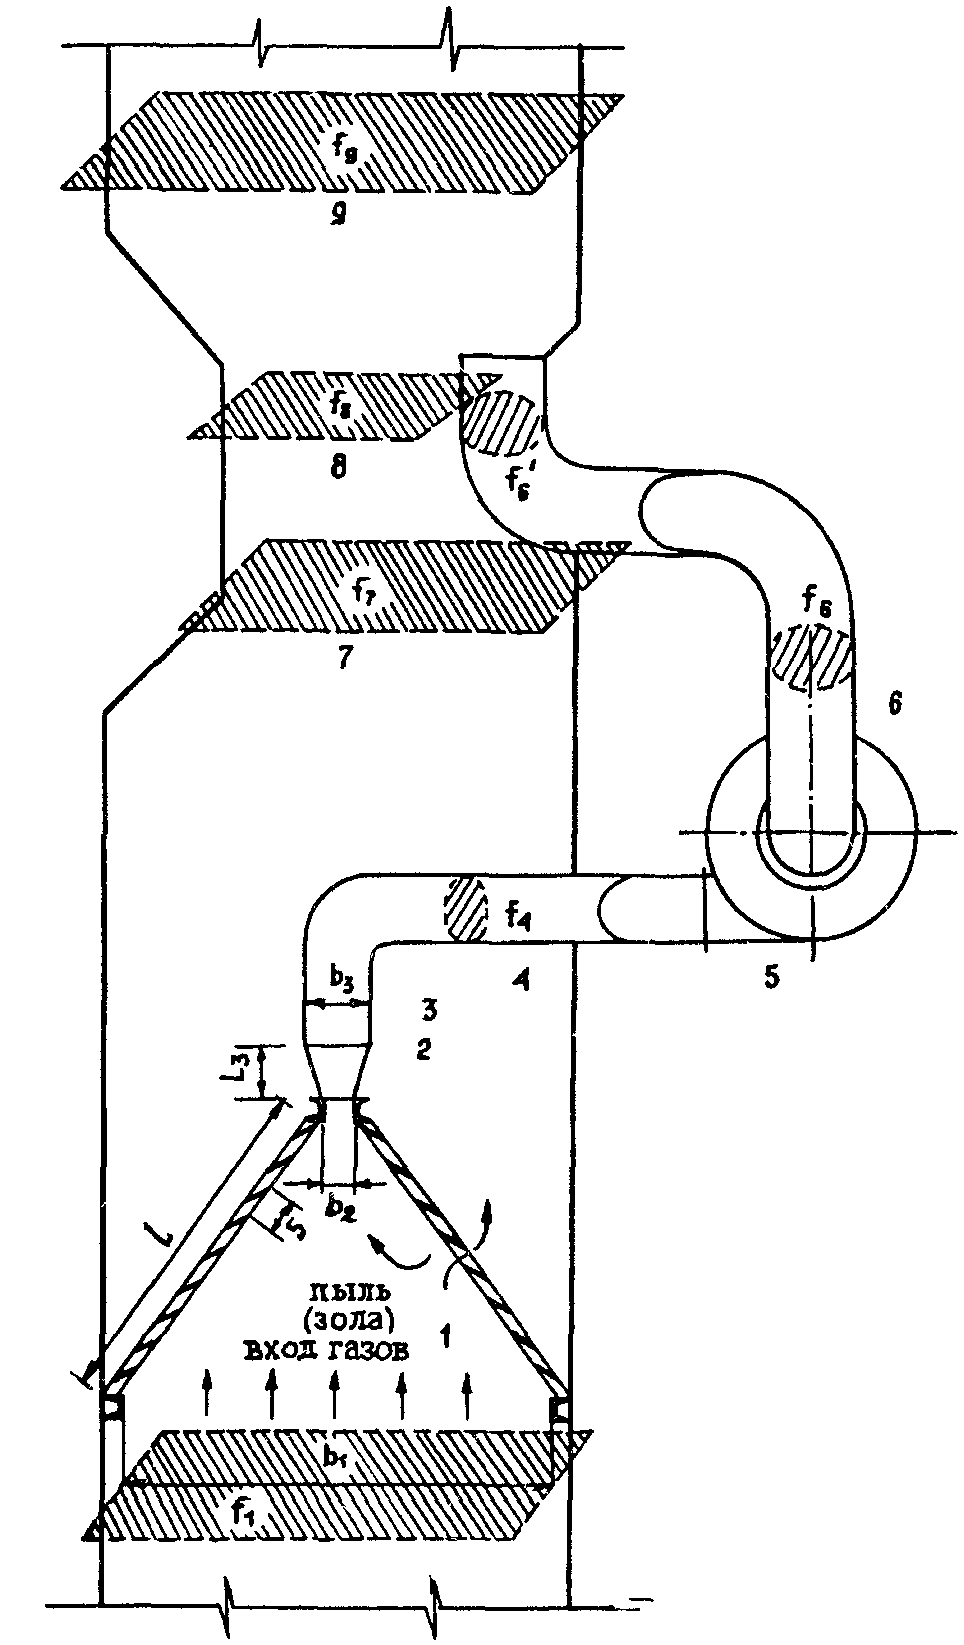 f₉
9
f₈
8
f₆'
f₇
7
f₆
6
f₄
b₃
4
5
3
2
L₃
l
S
b₂
пыль
(зола)
вход газов
1
b₁
f₁